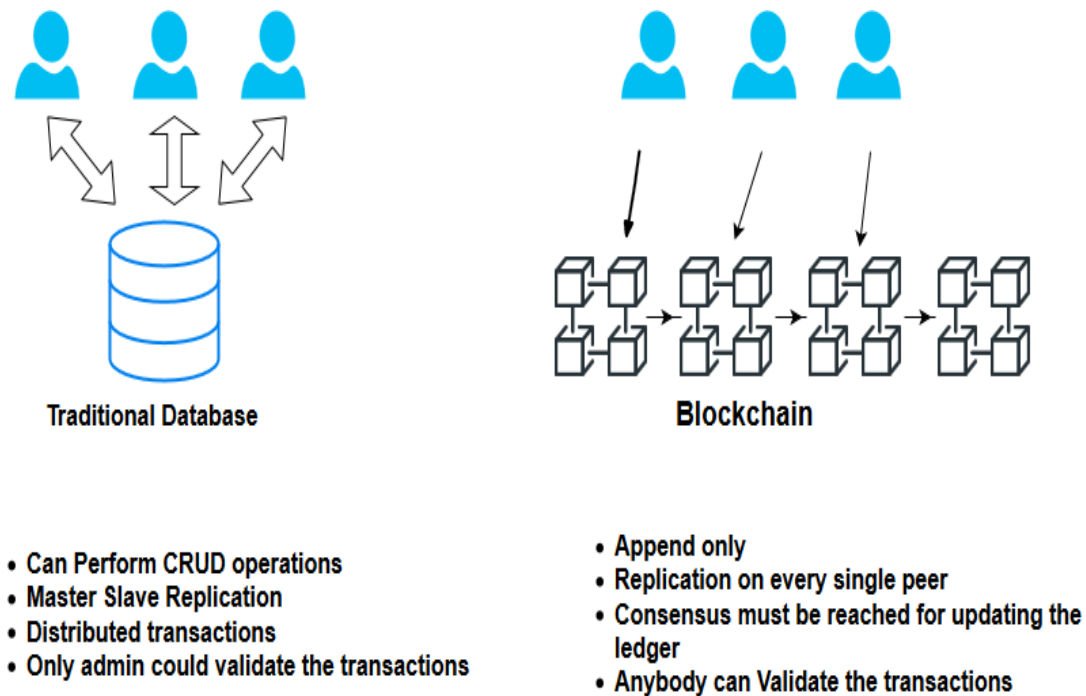 Traditional Database
Blockchain
• Can Perform CRUD operations
• Master Slave Replication
• Distributed transactions
• Only admin could validate the transactions
• Append only
• Replication on every single peer
• Consensus must be reached for updating the
ledger
• Anybody can Validate the transactions